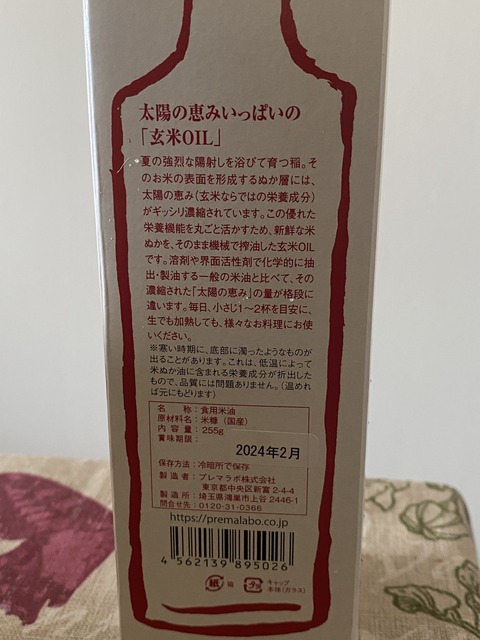 太陽の恵みいっぱいの
「玄米OIL」
夏の強烈な陽射しを浴びて育つ稲。そ
のお米の表面を形成するぬか層には、
太陽の恵み(玄米ならではの栄養成分)
がギッシリ濃縮されています。この優れた
栄養機能を丸ごと活かすため、新鮮な米
ぬかを、そのまま機械で搾油した玄米OIL
です。溶剤や界面活性剤で化学的に抽
出・製油する一般の米油と比べて、その
濃縮された「太陽の恵み」の量が格段に
違います。毎日、小さじ1〜2杯を目安に、
生でも加熱しても、様々なお料理にお使
いください。
※寒い時期に、底部に濁ったようなものが
出ることがあります。これは、低温によって
米ぬか油に含まれる栄養成分が折出した
もので、品質には問題ありません。(温めれ
ば元にもどります)
名称:食用米油
原材料名:米糠(国産)
内容量:255g
賞味期限:
2024年2月
保存方法:冷暗所で保存
製造者:プレマラボ株式会社
東京都中央区新富2-4-4
製造所:埼玉県鴻巣市上谷2446-1
問合せ先:0120-31-0366
https://premalabo.co.jp
4 562139 895026
紙 箱
プラ キャップ
本体(ガラス)